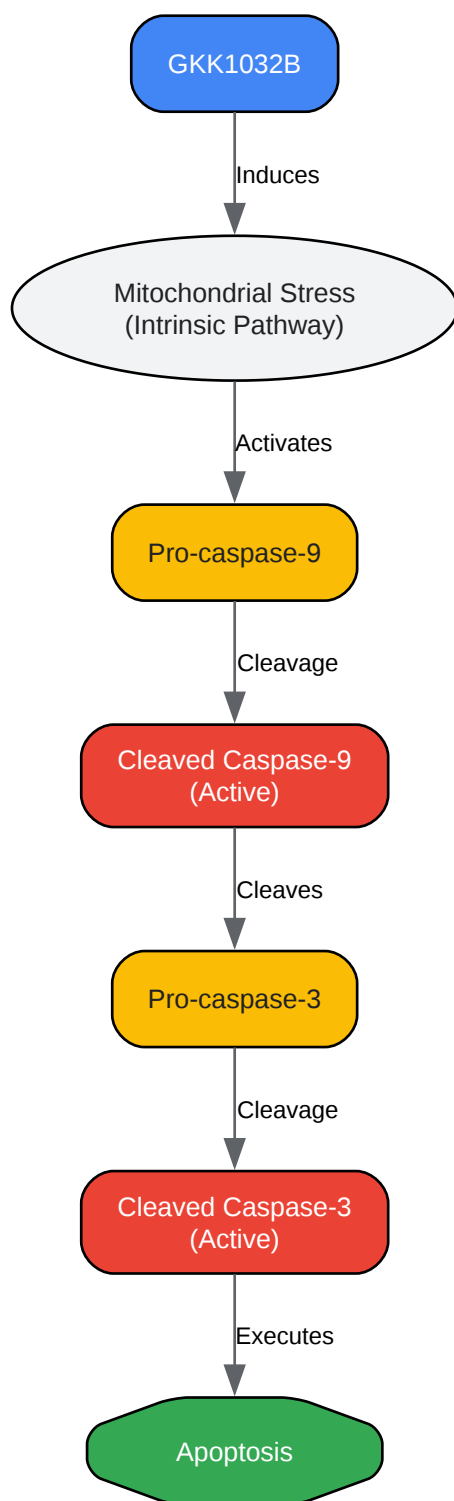 GKK1032B
Induces
Mitochondrial Stress
(Intrinsic Pathway)
Activates
Pro-caspase-9
Cleavage
Cleaved Caspase-9
(Active)
Cleaves
Pro-caspase-3
Cleavage
Cleaved Caspase-3
(Active)
Executes
Apoptosis